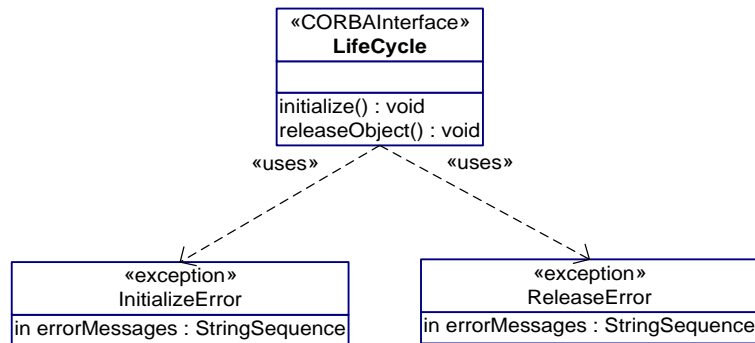 «CORBAInterface»
LifeCycle
initialize() : void
releaseObject() : void
«uses»
«uses»
«exception»
InitializeError
in errorMessages : StringSequence
«exception»
ReleaseError
in errorMessages : StringSequence